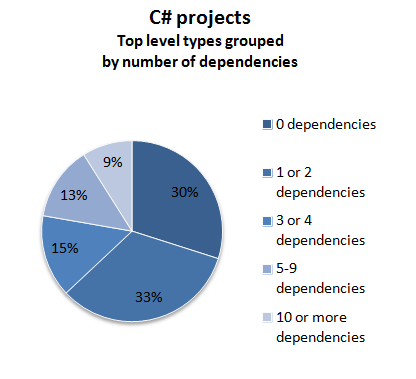 C# projects
Top level types grouped
by number of dependencies
9%
30%
13%
15%
33%
0 dependencies
1 or 2
dependencies
3 or 4
dependencies
5-9
dependencies
10 or more
dependencies